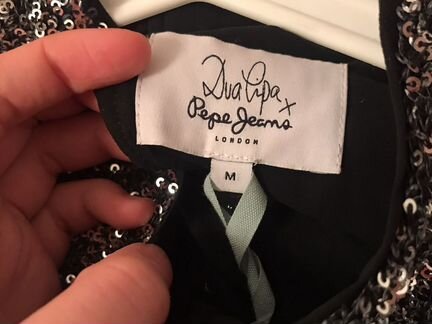 Dua Lipa x
Pepe Jeans
LONDON
M